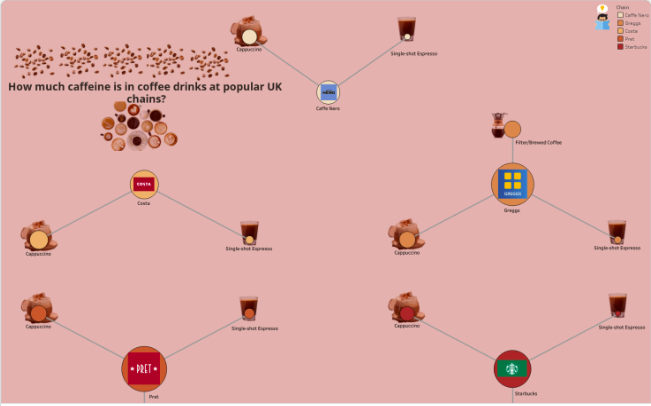 Chain
Caffe Nero
Greggs
Costa
Pret
Starbucks
Cappuccino
Single-shot Espresso
Caffe Nero
How much caffeine is in coffee drinks at popular UK
chains?
Filter/Brewed Coffee
COSTA
Costa
GREGGS
Greggs
Cappuccino
Single-shot Espresso
Cappuccino
Single-shot Espresso
Cappuccino
Single-shot Espresso
Cappuccino
Single-shot Espresso
PRET
Pret
Starbucks